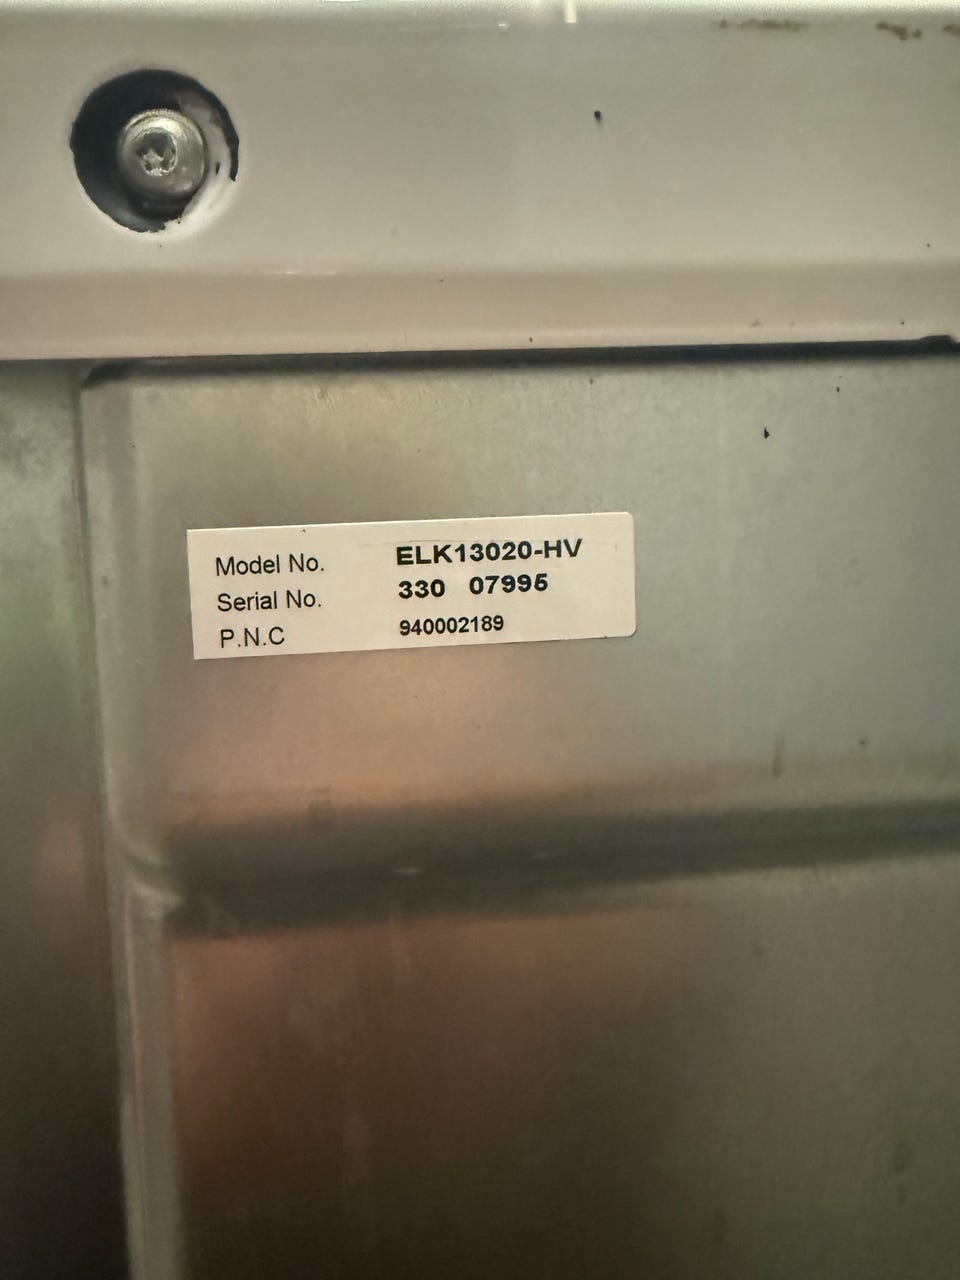 Model No. ELK13020-HV
Serial No. 330 07995
P.N.C 940002189